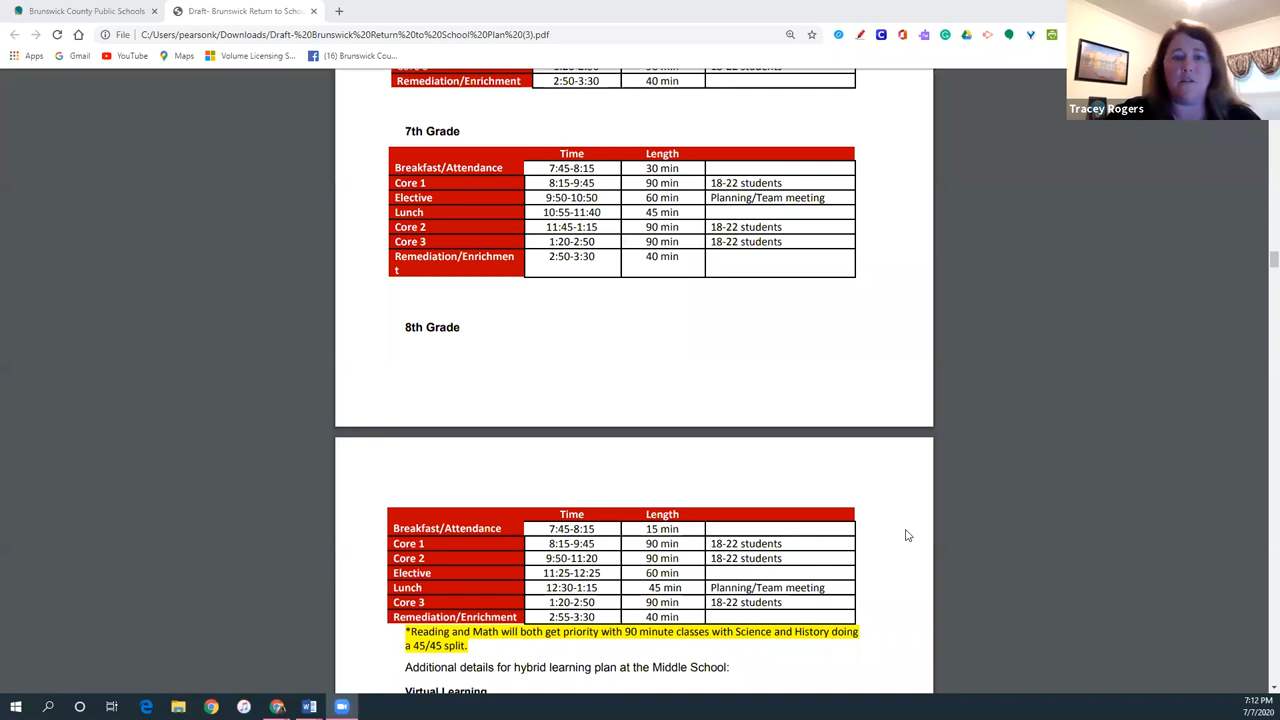 Brunswick County Public Schools
Draft- Brunswick Return to Schoo
File
C:/Users/pearsonk/Downloads/Draft-%20Brunswick%20Return%20to%20School%20Plan%20(3).pdf
Apps Gmail YouTube Maps Volume Licensing S... (16) Brunswick Cou...
Tracey Rogers
Remediation/Enrichment 2:50-3:30 40 min
7th Grade
Time Length
Breakfast/Attendance 7:45-8:15 30 min
Core 1 8:15-9:45 90 min 18-22 students
Elective 9:50-10:50 60 min Planning/Team meeting
Lunch 10:55-11:40 45 min
Core 2 11:45-1:15 90 min 18-22 students
Core 3 1:20-2:50 90 min 18-22 students
Remediation/Enrichmen 2:50-3:30 40 min
t
8th Grade
Time Length
Breakfast/Attendance 7:45-8:15 15 min
Core 1 8:15-9:45 90 min 18-22 students
Core 2 9:50-11:20 90 min 18-22 students
Elective 11:25-12:25 60 min
Lunch 12:30-1:15 45 min Planning/Team meeting
Core 3 1:20-2:50 90 min 18-22 students
Remediation/Enrichment 2:55-3:30 40 min
*Reading and Math will both get priority with 90 minute classes with Science and History doing
a 45/45 split.
Additional details for hybrid learning plan at the Middle School:
Virtual Learning
7:12 PM
7/7/2020